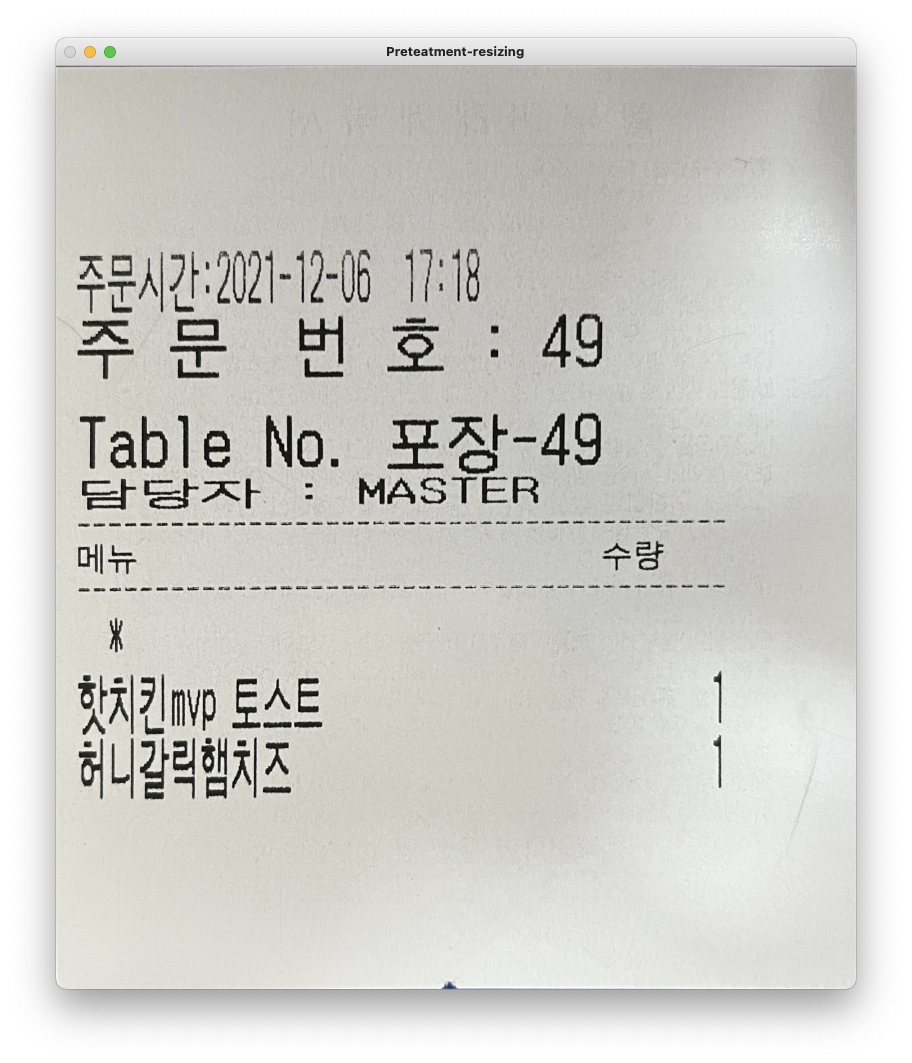 Preteatment-resizing
주문시간:2021-12-06 17:18
주 문 번 호 : 49
Table No. 포장-49
담당자 : MASTER
메뉴 수량
*
핫치킨mvp 토스트 1
허니갈릭햄치즈 1